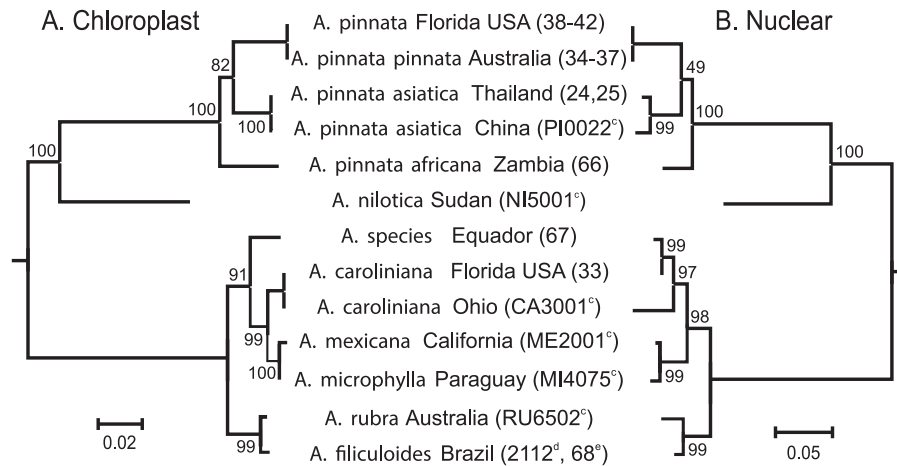 A. Chloroplast
B. Nuclear
A. pinnata Florida USA (38-42)
A. pinnata pinnata Australia (34-37)
82
49
A. pinnata asiatica Thailand (24,25)
100
100
100
A. pinnata asiatica China (PI0022ᶜ)
99
100
A. pinnata africana Zambia (66)
100
A. nilotica Sudan (NI5001ᶜ)
A. species Equador (67)
99
91
A. caroliniana Florida USA (33)
97
A. caroliniana Ohio (CA3001ᶜ)
98
99
A. mexicana California (ME2001ᶜ)
100
A. microphylla Paraguay (MI4075ᶜ)
99
A. rubra Australia (RU6502ᶜ)
0.02
99
A. filiculoides Brazil (2112ᵈ, 68ᵉ)
99
0.05